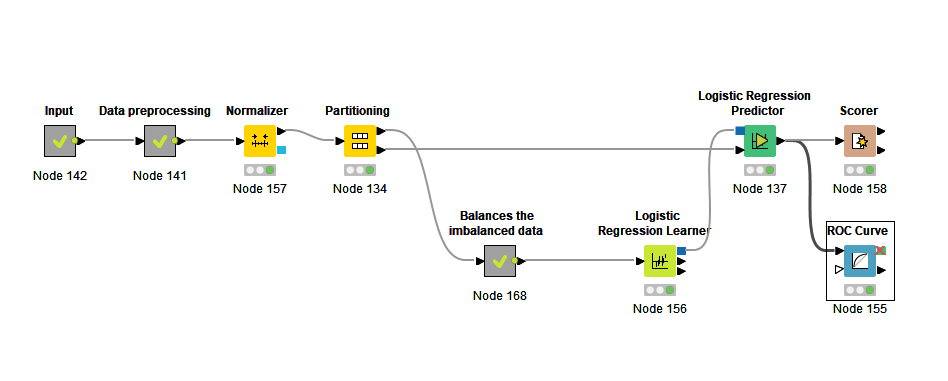 Input
Data preprocessing
Normalizer
Partitioning
Logistic Regression
Predictor
Scorer
Node 142
Node 141
Node 157
Node 134
Node 137
Node 158
Balances the
imbalanced data
Logistic
Regression Learner
ROC Curve
Node 168
Node 156
Node 155